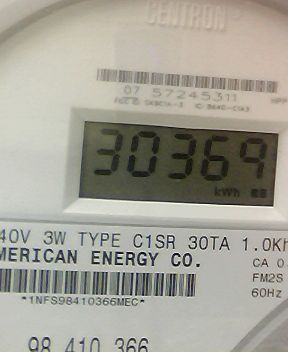 CENTRON
07 57245311
30369
kWh
40V 3W TYPE C1SR 30TA 1.0Kh
MERICAN ENERGY CO.
CA 0
FM2S
60Hz
*1NFS98410366MEC*
98 410 366